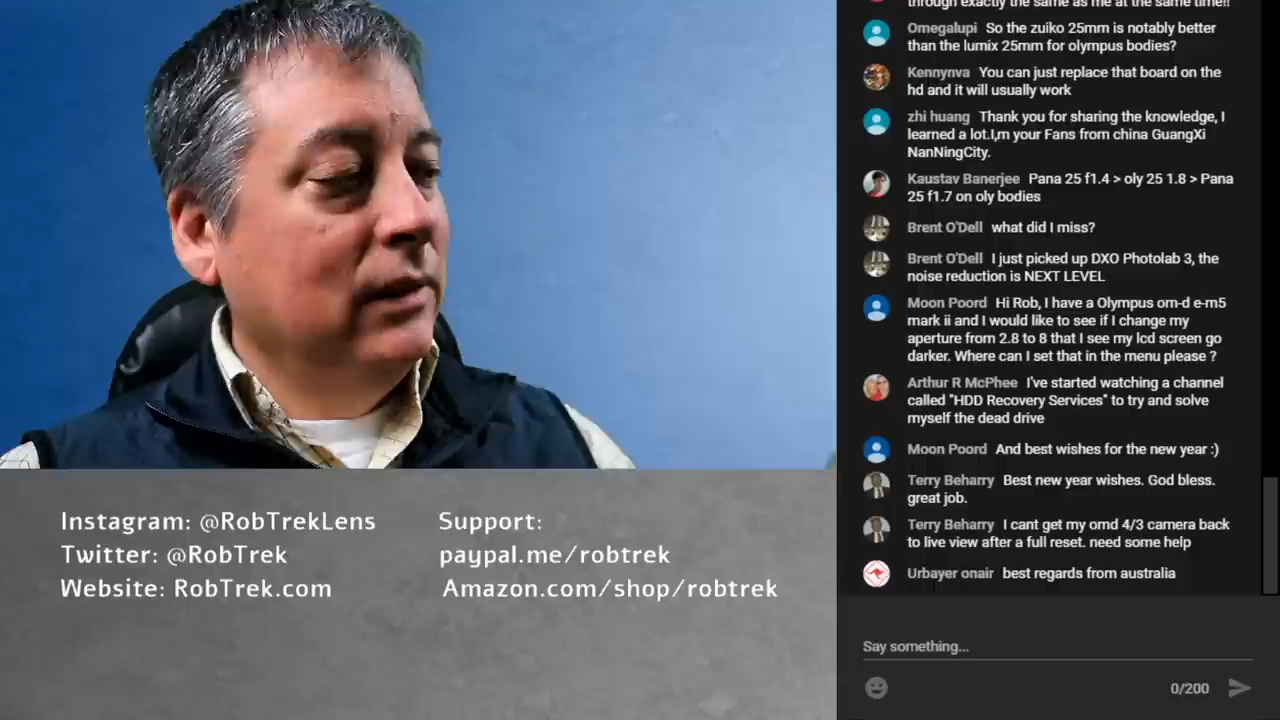 through exactly the same as me at the same time!!
Omegalupi So the zuiko 25mm is notably better
than the lumix 25mm for olympus bodies?
Kennynva You can just replace that board on the
hd and it will usually work
zhi huang Thank you for sharing the knowledge, I
learned a lot.I,m your Fans from china GuangXi
NanNingCity.
Kaustav Banerjee Pana 25 f1.4 > oly 25 1.8 > Pana
25 f1.7 on oly bodies
Brent O'Dell what did I miss?
Brent O'Dell I just picked up DXO Photolab 3, the
noise reduction is NEXT LEVEL
Moon Poord Hi Rob, I have a Olympus om-d e-m5
mark ii and I would like to see if I change my
aperture from 2.8 to 8 that I see my lcd screen go
darker. Where can I set that in the menu please ?
Arthur R McPhee I've started watching a channel
called "HDD Recovery Services" to try and solve
myself the dead drive
Moon Poord And best wishes for the new year :)
Terry Beharry Best new year wishes. God bless.
great job.
Terry Beharry I cant get my omd 4/3 camera back
to live view after a full reset. need some help
Urbayer onair best regards from australia
Say something...
0/200
Instagram: @RobTrekLens
Twitter: @RobTrek
Website: RobTrek.com
Support:
paypal.me/robtrek
Amazon.com/shop/robtrek